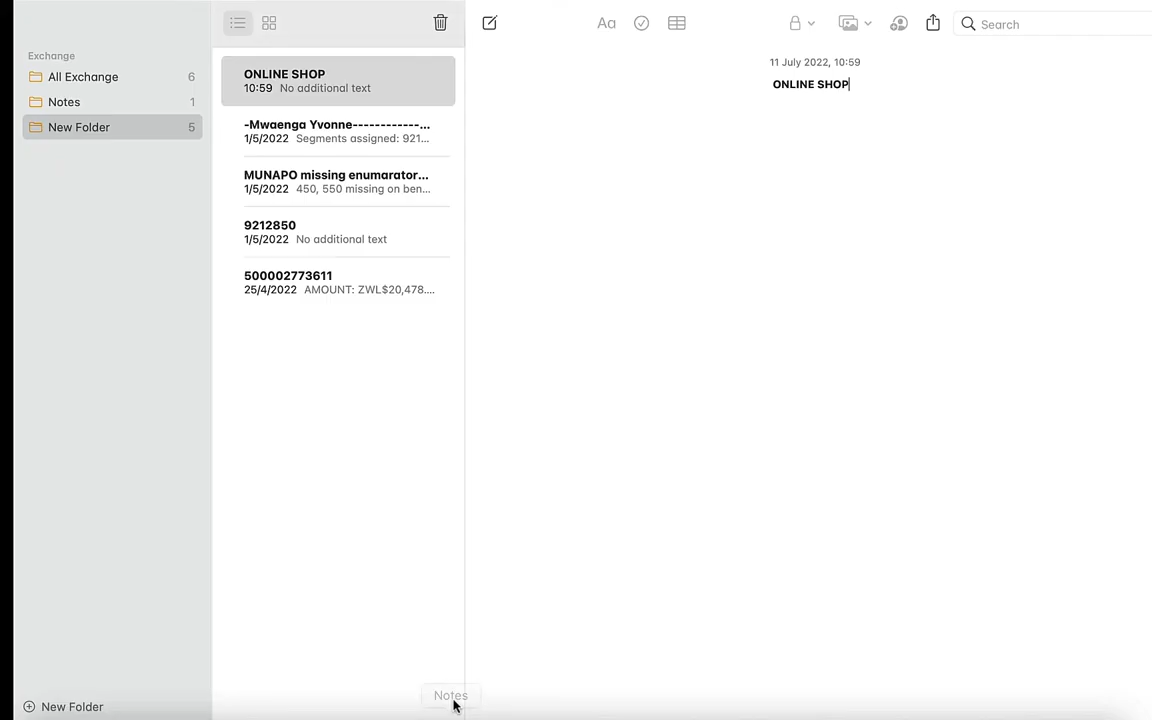 Aa
Search
Exchange
All Exchange 6
Notes 1
New Folder 5
ONLINE SHOP
10:59 No additional text
-Mwaenga Yvonne------------...
1/5/2022 Segments assigned: 921...
MUNAPO missing enumarator...
1/5/2022 450, 550 missing on ben...
9212850
1/5/2022 No additional text
500002773611
25/4/2022 AMOUNT: ZWL$20,478....
11 July 2022, 10:59
ONLINE SHOP
Notes
New Folder